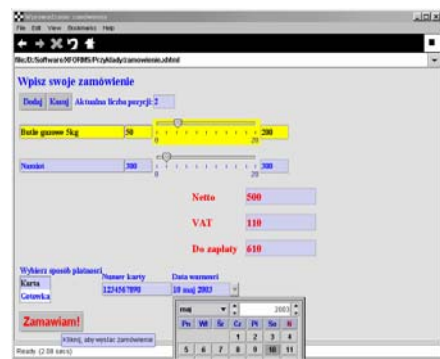 Wprowadzanie zamówienia
File Edit View Bookmarks Help
file:/D:/Software/XFORMS/Przyklady/zamowienie.xhtml
Wpisz swoje zamówienie
Dodaj Kasuj Aktualna liczba pozycji: 2
Butle gazowe 5kg 50 200
0 20
Namiot 300 300
0 20
Netto 500
VAT 110
Do zapłaty 610
Wybierz sposób płatności Numer karty Data ważności
Karta 1234567890 10 maj 2003
Gotówka
maj 2003
Pn Wt Śr Cz Pt So N
1 2 3 4
5 6 7 8 9 10 11
Zamawiam!
Kliknij, aby wysłac zamówienie
Ready (2.08 secs)